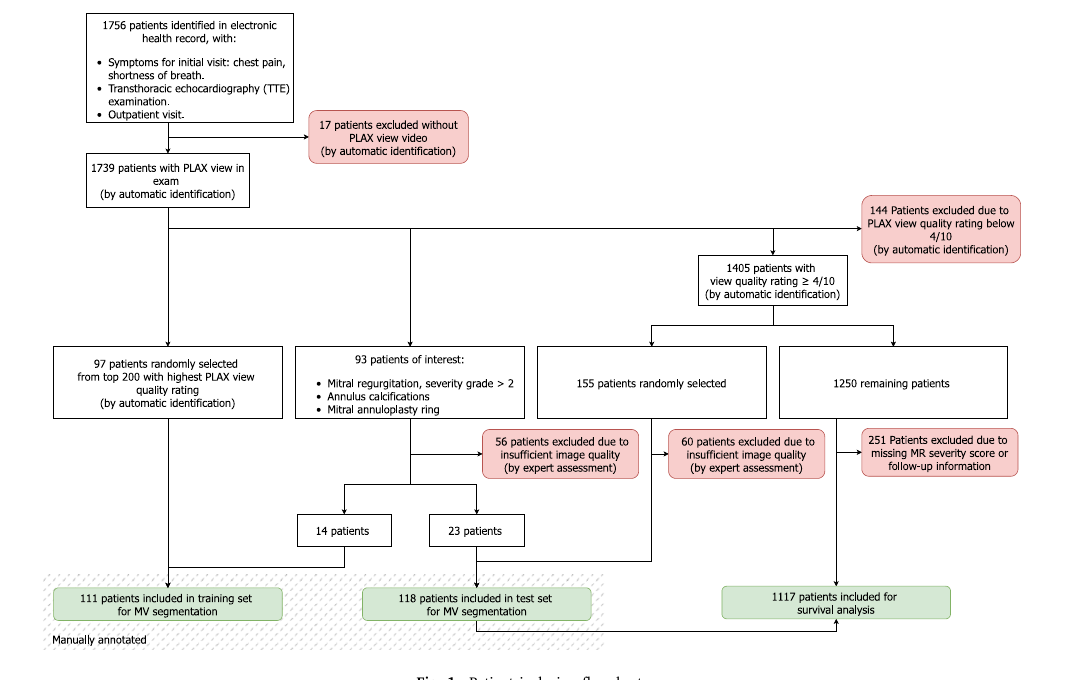 1756 patients identified in electronic
health record, with:
• Symptoms for initial visit: chest pain,
shortness of breath.
• Transthoracic echocardiography (TTE)
examination.
• Outpatient visit.
17 patients excluded without
PLAX view video
(by automatic identification)
1739 patients with PLAX view in
exam
(by automatic identification)
144 Patients excluded due to
PLAX view quality rating below
4/10
(by automatic identification)
1405 patients with
view quality rating ≥ 4/10
(by automatic identification)
97 patients randomly selected
from top 200 with highest PLAX view
quality rating
(by automatic identification)
93 patients of interest:
• Mitral regurgitation, severity grade > 2
• Annulus calcifications
• Mitral annuloplasty ring
155 patients randomly selected
1250 remaining patients
56 patients excluded due to
insufficient image quality
(by expert assessment)
60 patients excluded due to
insufficient image quality
(by expert assessment)
251 Patients excluded due to
missing MR severity score or
follow-up information
14 patients
23 patients
111 patients included in training set
for MV segmentation
118 patients included in test set
for MV segmentation
1117 patients included for
survival analysis
Manually annotated